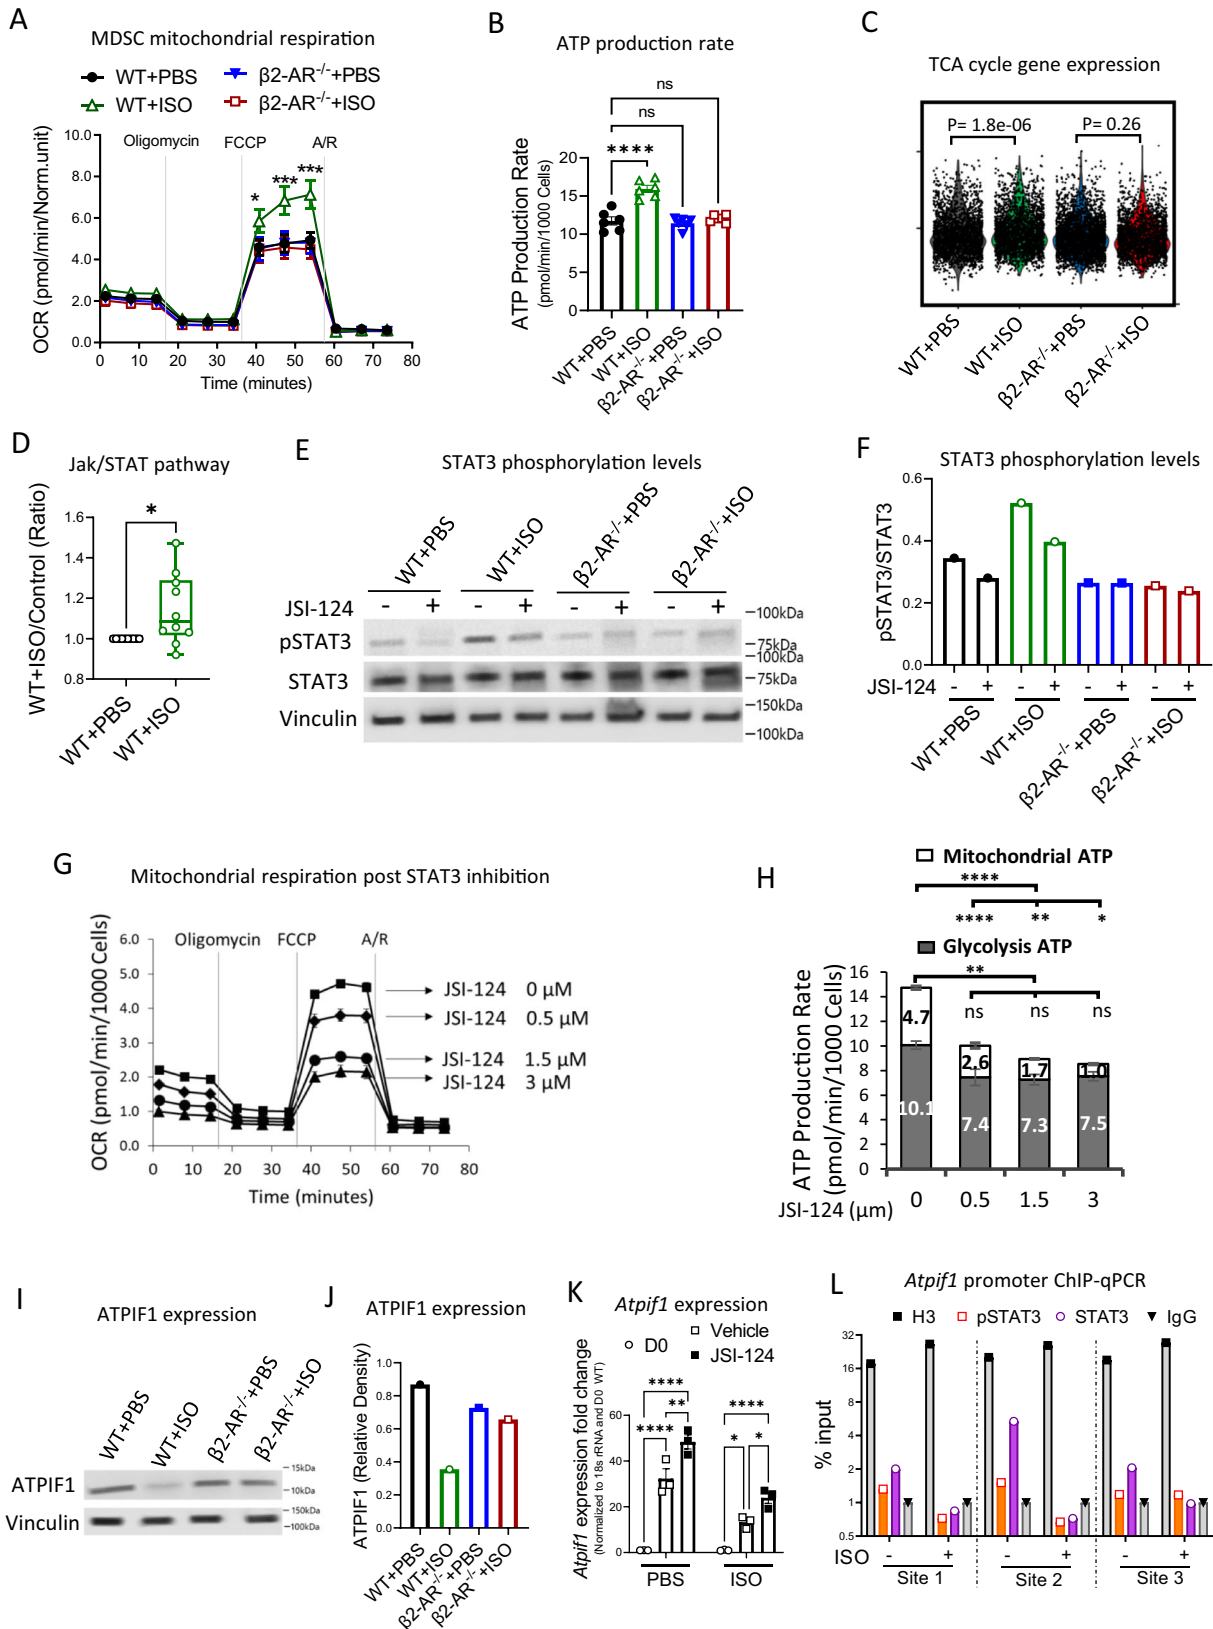 A
MDSC mitochondrial respiration
WT+PBS
β2-AR-/-+PBS
WT+ISO
β2-AR-/-+ISO
Oligomycin
FCCP
A/R
OCR (pmol/min/Norm.unit)
10.0
8.0
6.0
4.0
2.0
0.0
*
***
***
0 10 20 30 40 50 60 70 80
Time (minutes)
B
ATP production rate
ns
ns
****
ATP Production Rate
(pmol/min/1000 Cells)
20
15
10
5
0
WT+PBS
WT+ISO
β2-AR-/-+PBS
β2-AR-/-+ISO
C
TCA cycle gene expression
P= 1.8e-06
P= 0.26
WT+PBS
WT+ISO
β2-AR-/-+PBS
β2-AR-/-+ISO
D
Jak/STAT pathway
WT+ISO/Control (Ratio)
1.6
1.4
1.2
1.0
0.8
*
WT+PBS
WT+ISO
E
STAT3 phosphorylation levels
WT+PBS
WT+ISO
β2-AR-/-+PBS
β2-AR-/-+ISO
JSI-124 - + - + - + - +
pSTAT3
STAT3
Vinculin
100kDa
75kDa
100kDa
75kDa
150kDa
100kDa
F
STAT3 phosphorylation levels
pSTAT3/STAT3
0.6
0.4
0.2
0.0
JSI-124 - + - + - + - +
WT+PBS
WT+ISO
β2-AR-/-+PBS
β2-AR-/-+ISO
G
Mitochondrial respiration post STAT3 inhibition
Oligomycin
FCCP
A/R
OCR (pmol/min/1000 Cells)
6.0
5.0
4.0
3.0
2.0
1.0
0.0
JSI-124 0 µM
JSI-124 0.5 µM
JSI-124 1.5 µM
JSI-124 3 µM
0 10 20 30 40 50 60 70 80
Time (minutes)
H
Mitochondrial ATP
****
**** ** *
Glycolysis ATP
**
ns ns ns
ATP Production Rate
(pmol/min/1000 Cells)
16
14
12
10
8
6
4
2
0
4.7
2.6
1.7
1.0
10.1
7.4
7.3
7.5
JSI-124 (µm) 0 0.5 1.5 3
I
ATPIF1 expression
WT+PBS
WT+ISO
β2-AR-/-+PBS
β2-AR-/-+ISO
ATPIF1
Vinculin
15kDa
10kDa
150kDa
100kDa
J
ATPIF1 expression
ATPIF1 (Relative Density)
1.0
0.8
0.6
0.4
0.2
0.0
WT+PBS
WT+ISO
β2-AR-/-+PBS
β2-AR-/-+ISO
K
Atpif1 expression
D0
Vehicle
JSI-124
Atpif1 expression fold change
(Normalized to 18s rRNA and D0 WT)
60
40
20
0
****
**
****
****
*
*
PBS
ISO
L
Atpif1 promoter ChIP-qPCR
H3
pSTAT3
STAT3
IgG
% input
32
16
8
4
2
1
0.5
ISO - + - + - +
Site 1
Site 2
Site 3